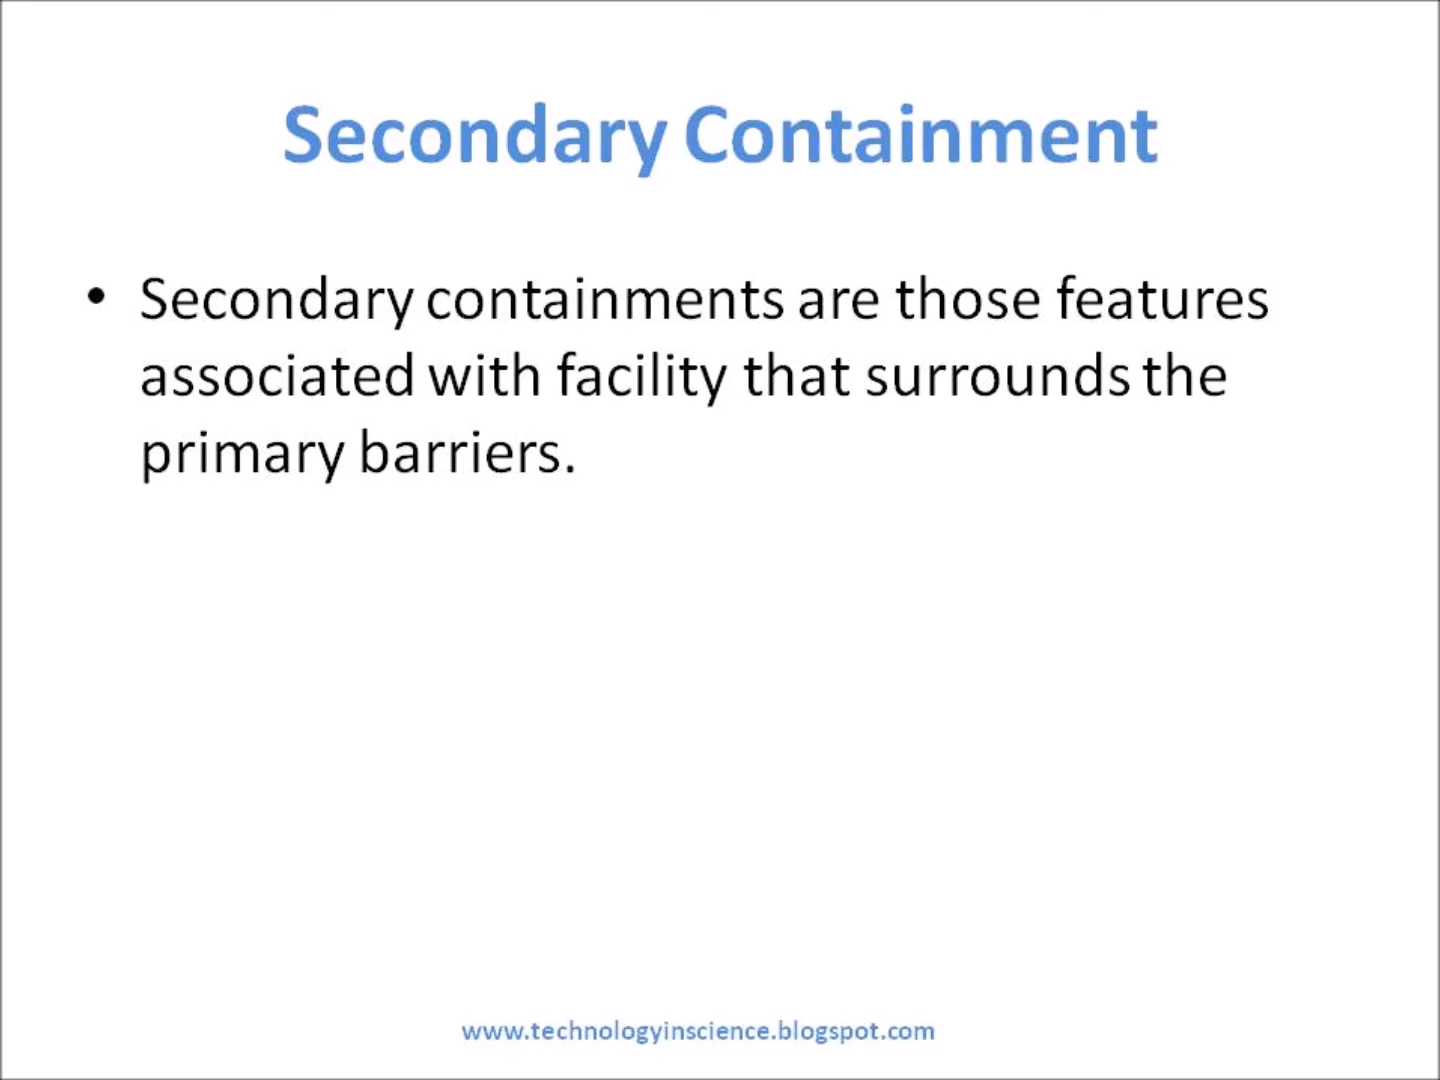 Secondary Containment
• Secondary containments are those features
associated with facility that surrounds the
primary barriers.
www.technologyinscience.blogspot.com